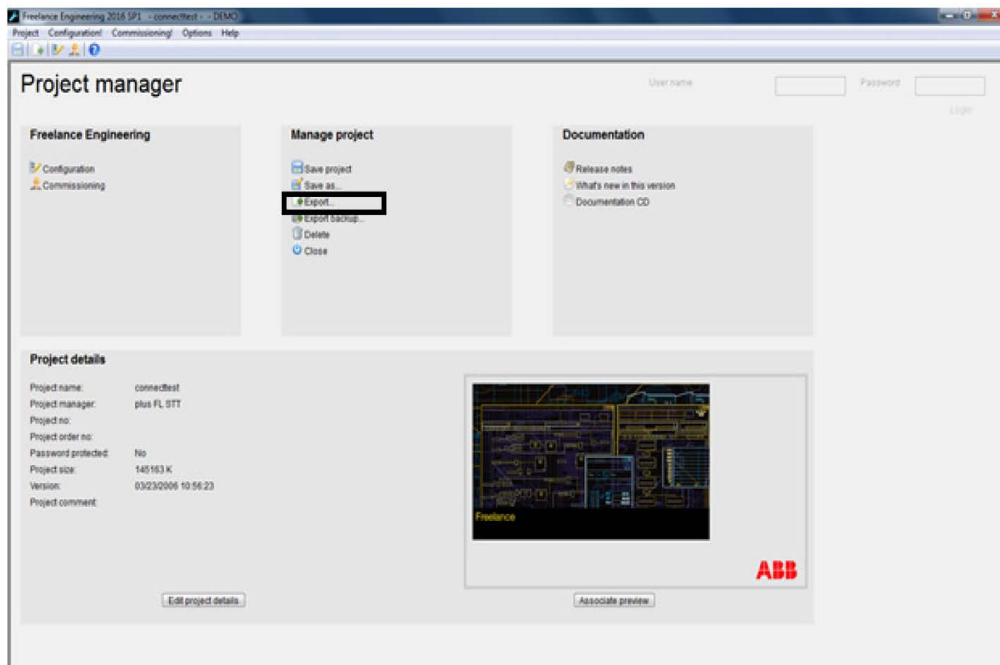 Freelance Engineering 2016 SP1 - connecttest - - DEMO
Project Configuration! Commissioning! Options Help
Project manager
User name
Password
Login
Freelance Engineering
Configuration
Commissioning
Manage project
Save project
Save as...
Export...
Export backup...
Delete
Close
Documentation
Release notes
What's new in this version
Documentation CD
Project details
Project name: connecttest
Project manager: plus FL STT
Project no:
Project order no:
Password protected: No
Project size: 145163 K
Version: 03/23/2006 10:56:23
Project comment:
Freelance
ABB
Edit project details
Associate preview